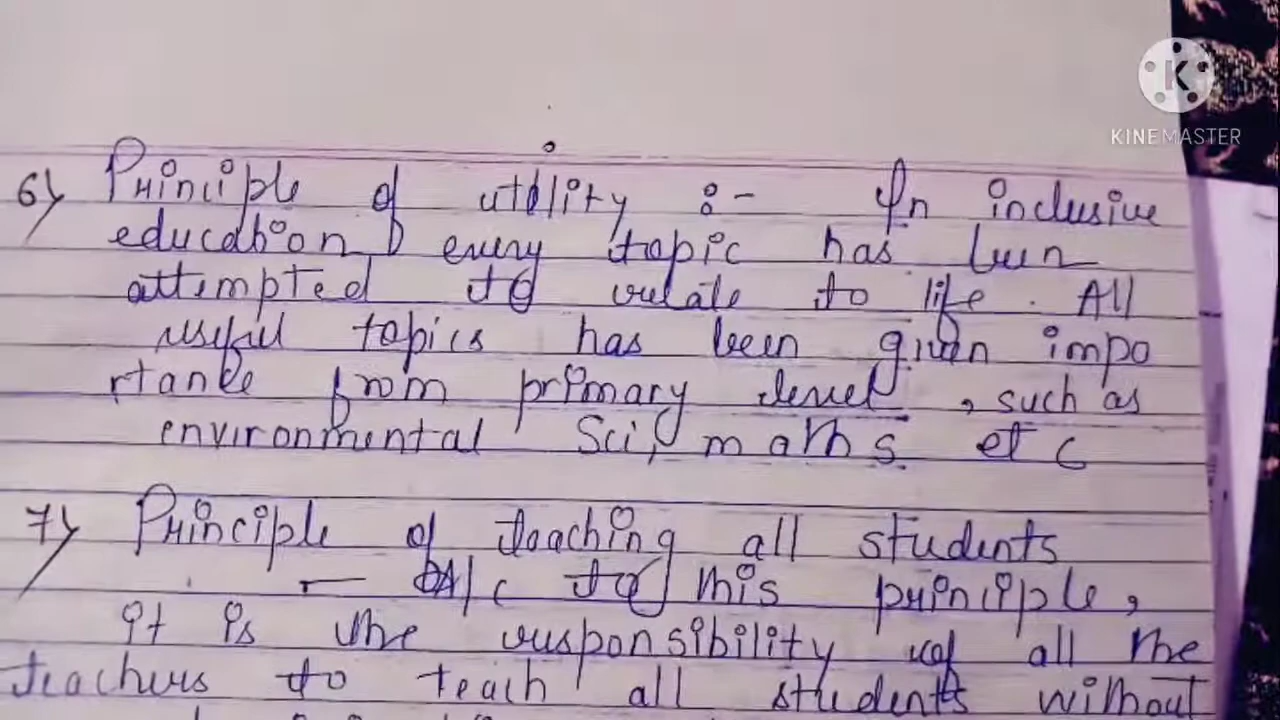 KINEMASTER
6) Principle of utility :- In inclusive
education, every topic has been
attempted to relate to life. All
useful topics has been given impo
rtance from primary level, such as
environmental Sci, maths etc
7) Principle of teaching all students
– A/c to this principle,
it is the responsibility of all the
teachers to teach all students without